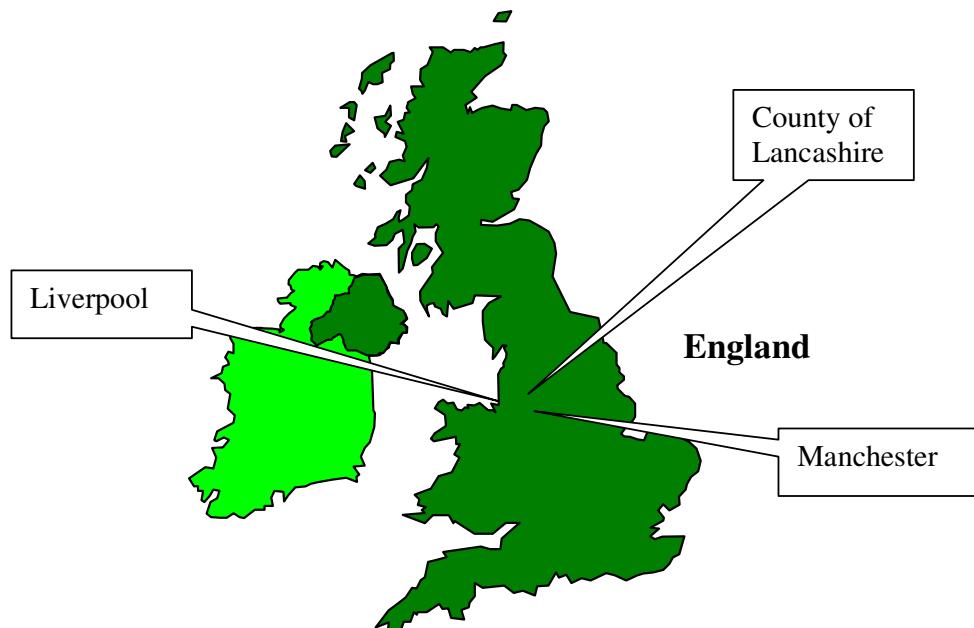 County of
Lancashire
Liverpool
England
Manchester